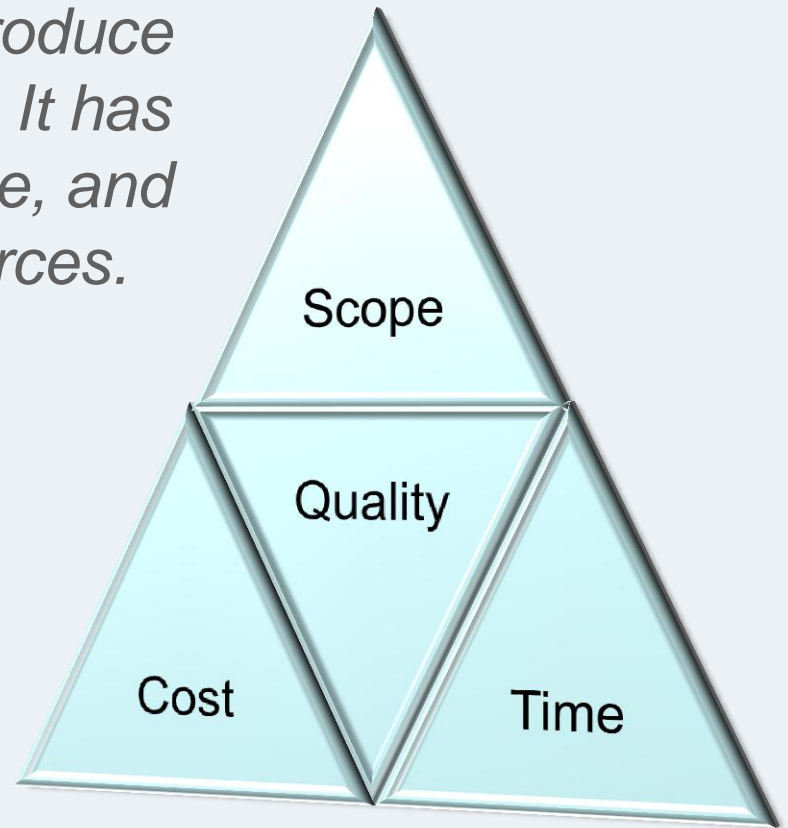 roduce
It has
e, and
rces.
Scope
Quality
Cost
Time